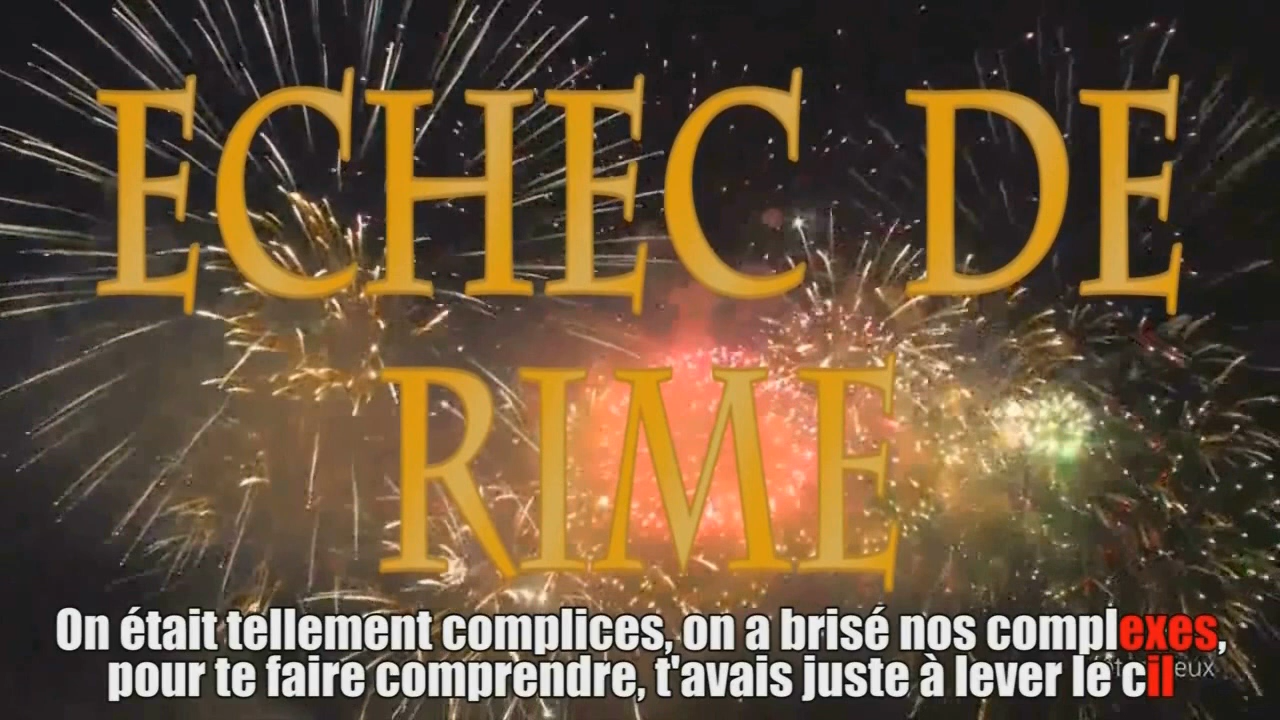 ECHEC DE
RIME
On était tellement complices, on a brisé nos complexes,
pour te faire comprendre, t'avais juste à lever le cil